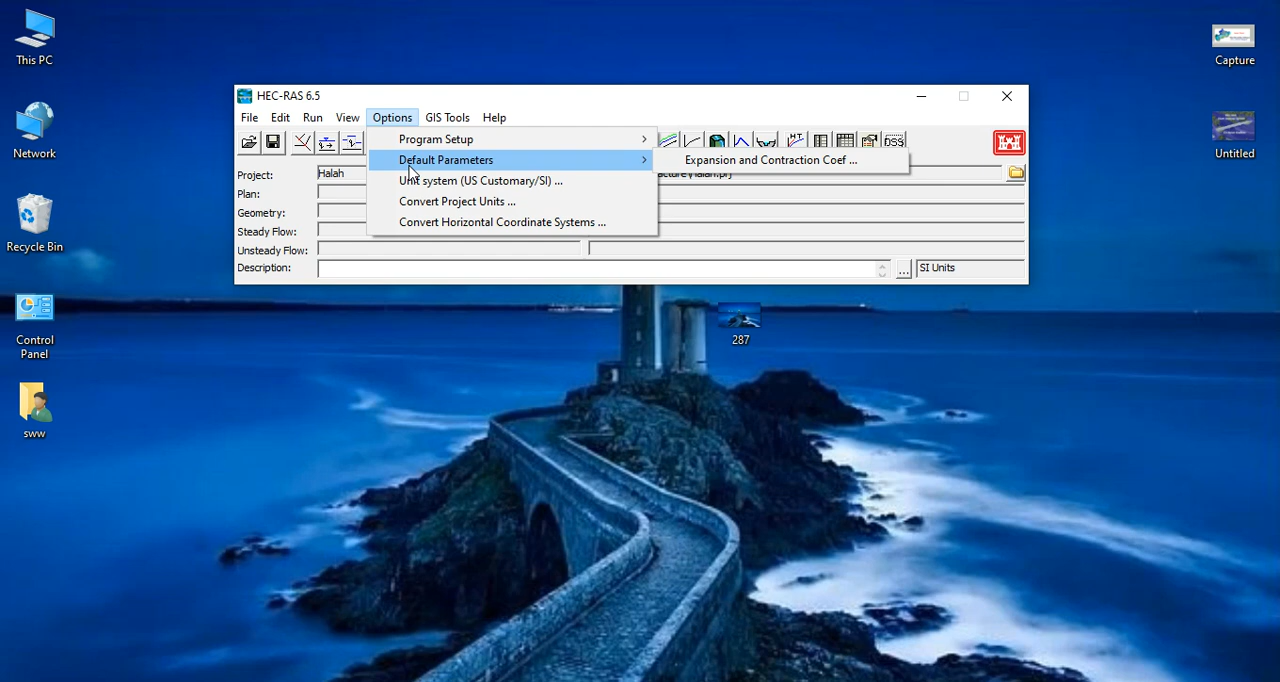 This PC
Network
Recycle Bin
Control
Panel
sww
Capture
Untitled
287
HEC-RAS 6.5
File Edit Run View Options GIS Tools Help
Program Setup
Default Parameters
Expansion and Contraction Coef ...
Unit system (US Customary/SI) ...
Convert Project Units ...
Convert Horizontal Coordinate Systems ...
DSS
Project: Halah
Plan:
Geometry:
Steady Flow:
Unsteady Flow:
Description:
... SI Units